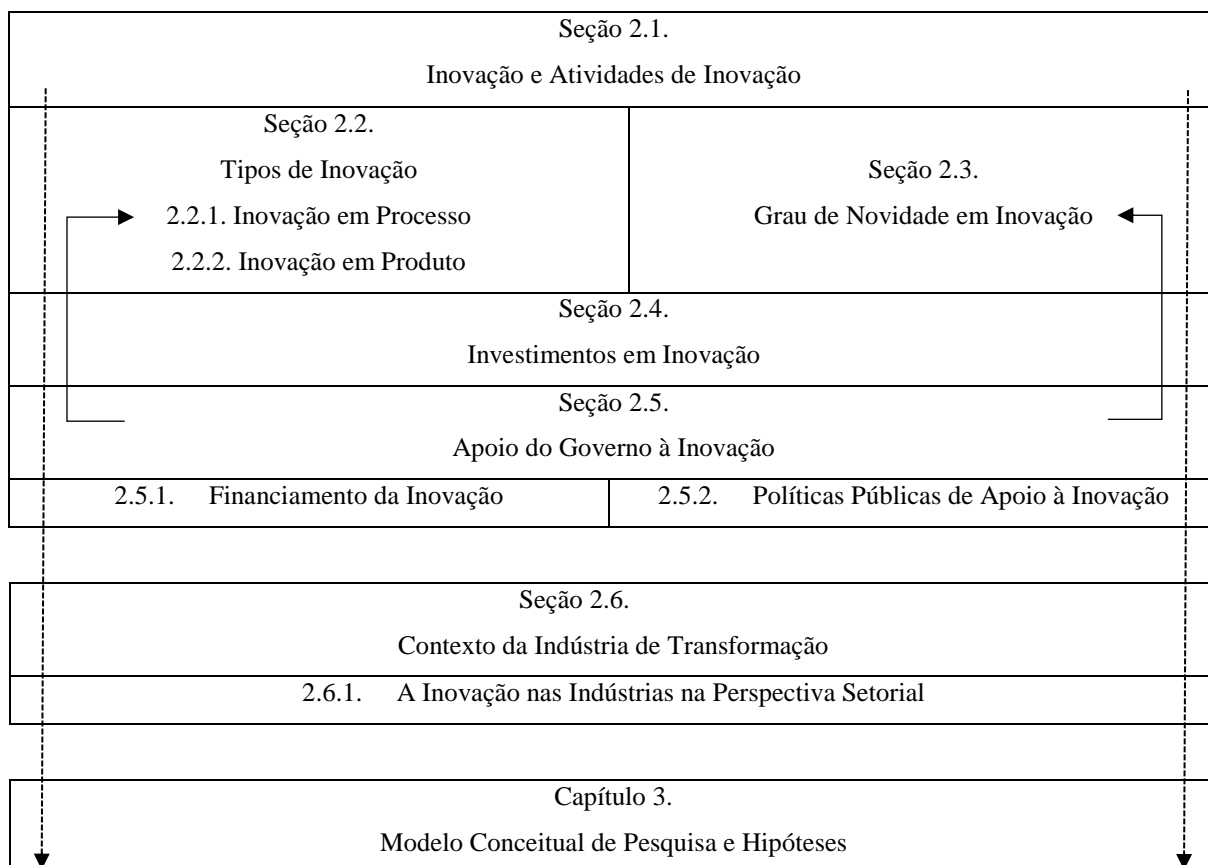 Seção 2.1.
Inovação e Atividades de Inovação
Seção 2.2.
Tipos de Inovação
2.2.1. Inovação em Processo
2.2.2. Inovação em Produto
Seção 2.3.
Grau de Novidade em Inovação
Seção 2.4.
Investimentos em Inovação
Seção 2.5.
Apoio do Governo à Inovação
2.5.1. Financiamento da Inovação
2.5.2. Políticas Públicas de Apoio à Inovação
Seção 2.6.
Contexto da Indústria de Transformação
2.6.1. A Inovação nas Indústrias na Perspectiva Setorial
Capítulo 3.
Modelo Conceitual de Pesquisa e Hipóteses